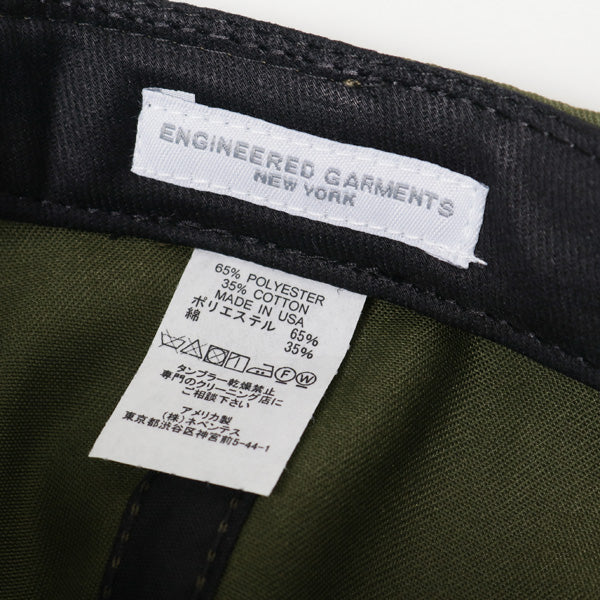 ENGINEERED GARMENTS
NEW YORK
65% POLYESTER
35% COTTON
MADE IN USA
ポリエステル 65%
綿 35%
F W
タンブラー乾燥禁止
専門のクリーニング店に
ご相談下さい
アメリカ製
(株)ネペンテス
東京都渋谷区神宮前5-44-1